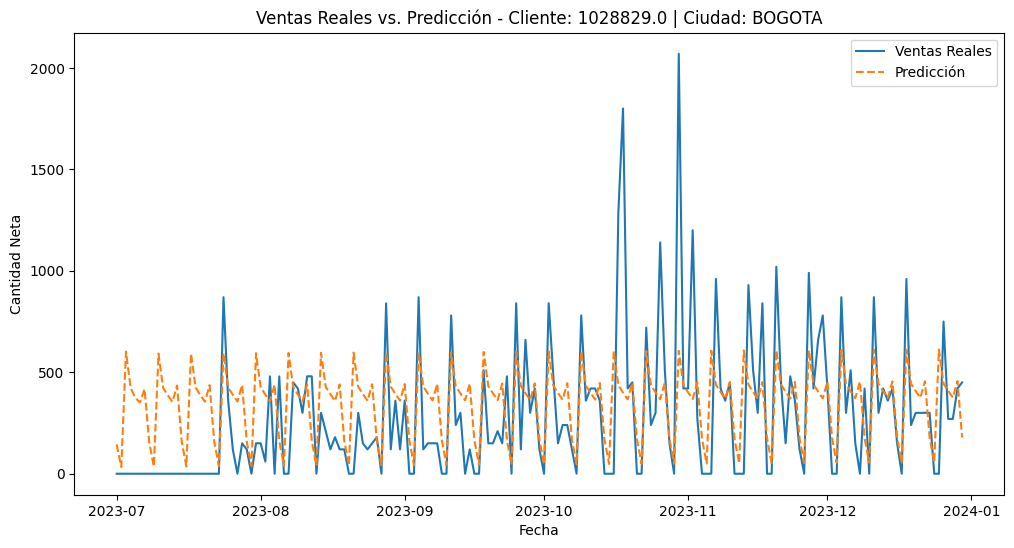 Ventas Reales vs. Predicción - Cliente: 1028829.0 | Ciudad: BOGOTA
Ventas Reales
Predicción
2000
1500
1000
500
0
Cantidad Neta
2023-07
2023-08
2023-09
2023-10
2023-11
2023-12
2024-01
Fecha